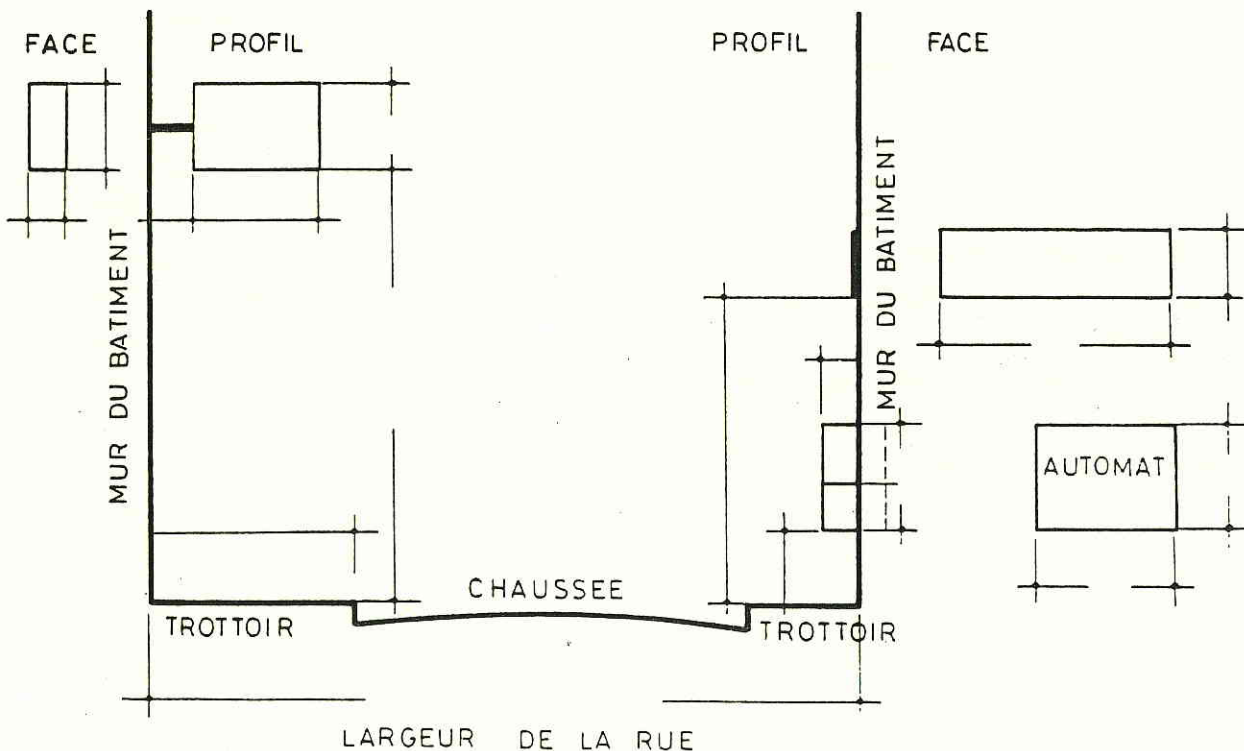 FACE
PROFIL
PROFIL
FACE
MUR DU BATIMENT
MUR DU BATIMENT
AUTOMAT
CHAUSSEE
TROTTOIR
TROTTOIR
LARGEUR DE LA RUE